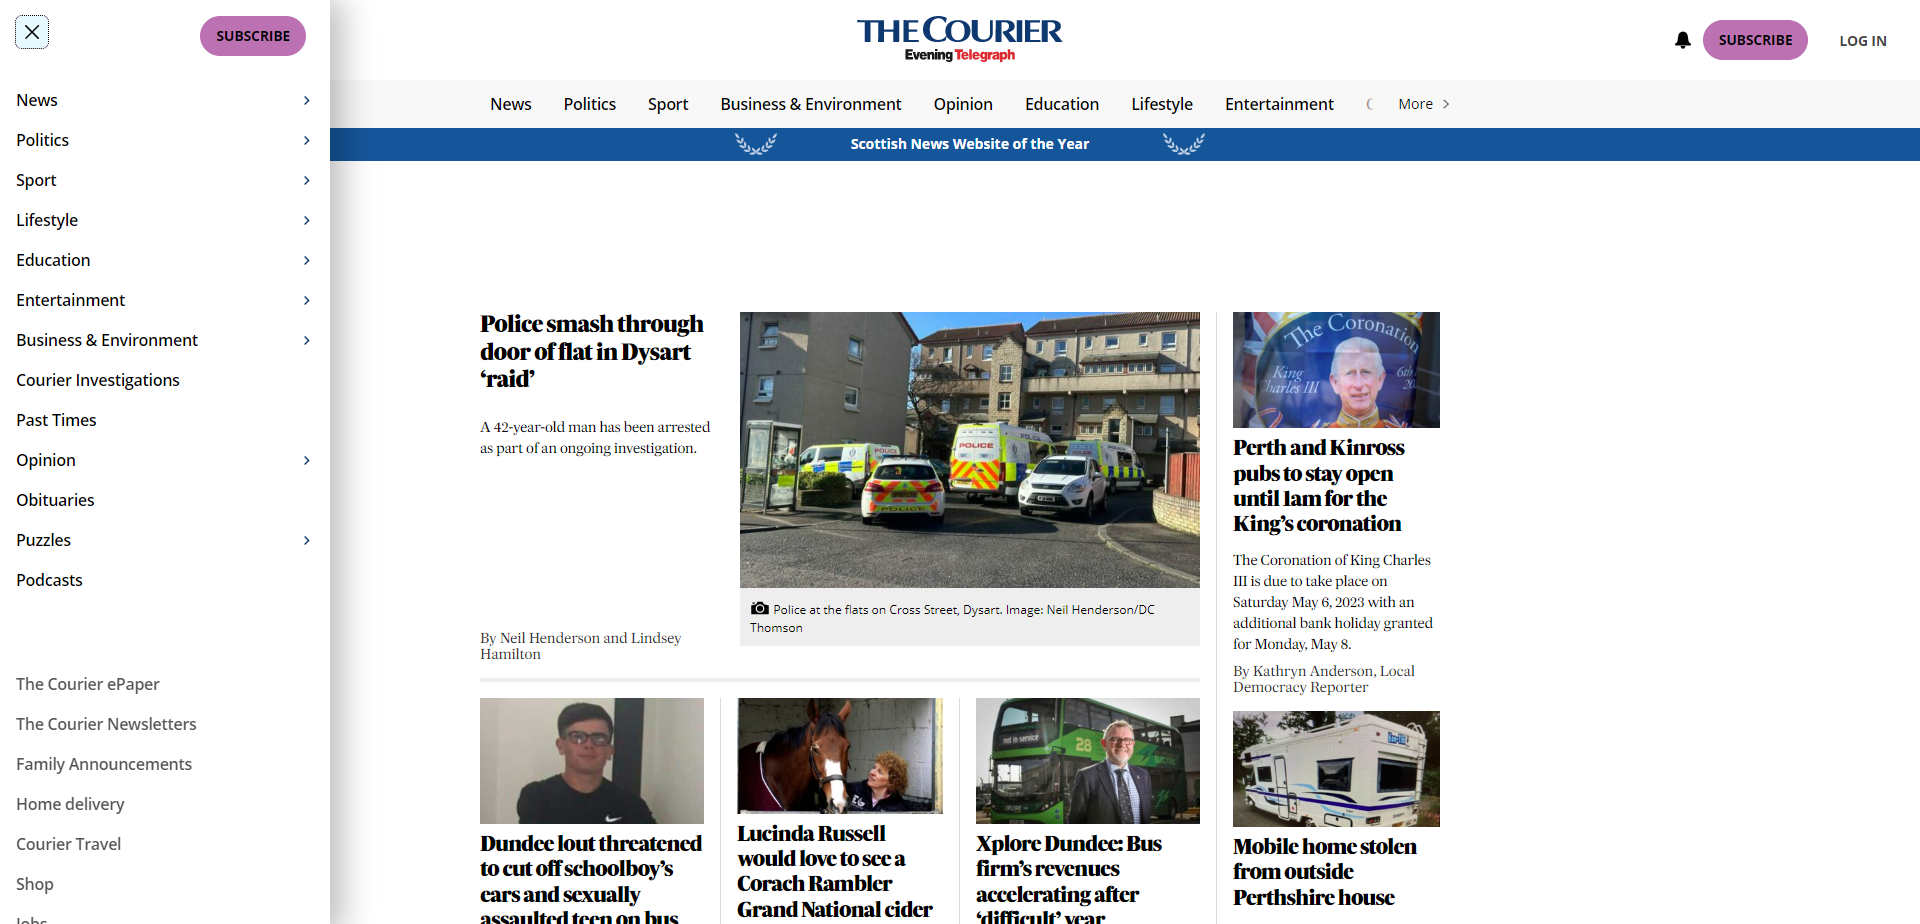 SUBSCRIBE
News
Politics
Sport
Lifestyle
Education
Entertainment
Business & Environment
Courier Investigations
Past Times
Opinion
Obituaries
Puzzles
Podcasts
The Courier ePaper
The Courier Newsletters
Family Announcements
Home delivery
Courier Travel
Shop
Jobs
THE COURIER
Evening Telegraph
SUBSCRIBE
LOG IN
News
Politics
Sport
Business & Environment
Opinion
Education
Lifestyle
Entertainment
More
Scottish News Website of the Year
Police smash through
door of flat in Dysart
‘raid’
A 42-year-old man has been arrested
as part of an ongoing investigation.
By Neil Henderson and Lindsey
Hamilton
POLICE
POLICE
POLICE
Police at the flats on Cross Street, Dysart. Image: Neil Henderson/DC
Thomson
The Coronation
King
Charles III
6th
Perth and Kinross
pubs to stay open
until 1am for the
King’s coronation
The Coronation of King Charles
III is due to take place on
Saturday May 6, 2023 with an
additional bank holiday granted
for Monday, May 8.
By Kathryn Anderson, Local
Democracy Reporter
Dundee lout threatened
to cut off schoolboy’s
ears and sexually
assaulted teen on bus
Lucinda Russell
would love to see a
Corach Rambler
Grand National cider
not in service
28
Xplore Dundee: Bus
firm’s revenues
accelerating after
‘difficult’ year
Mobile home stolen
from outside
Perthshire house